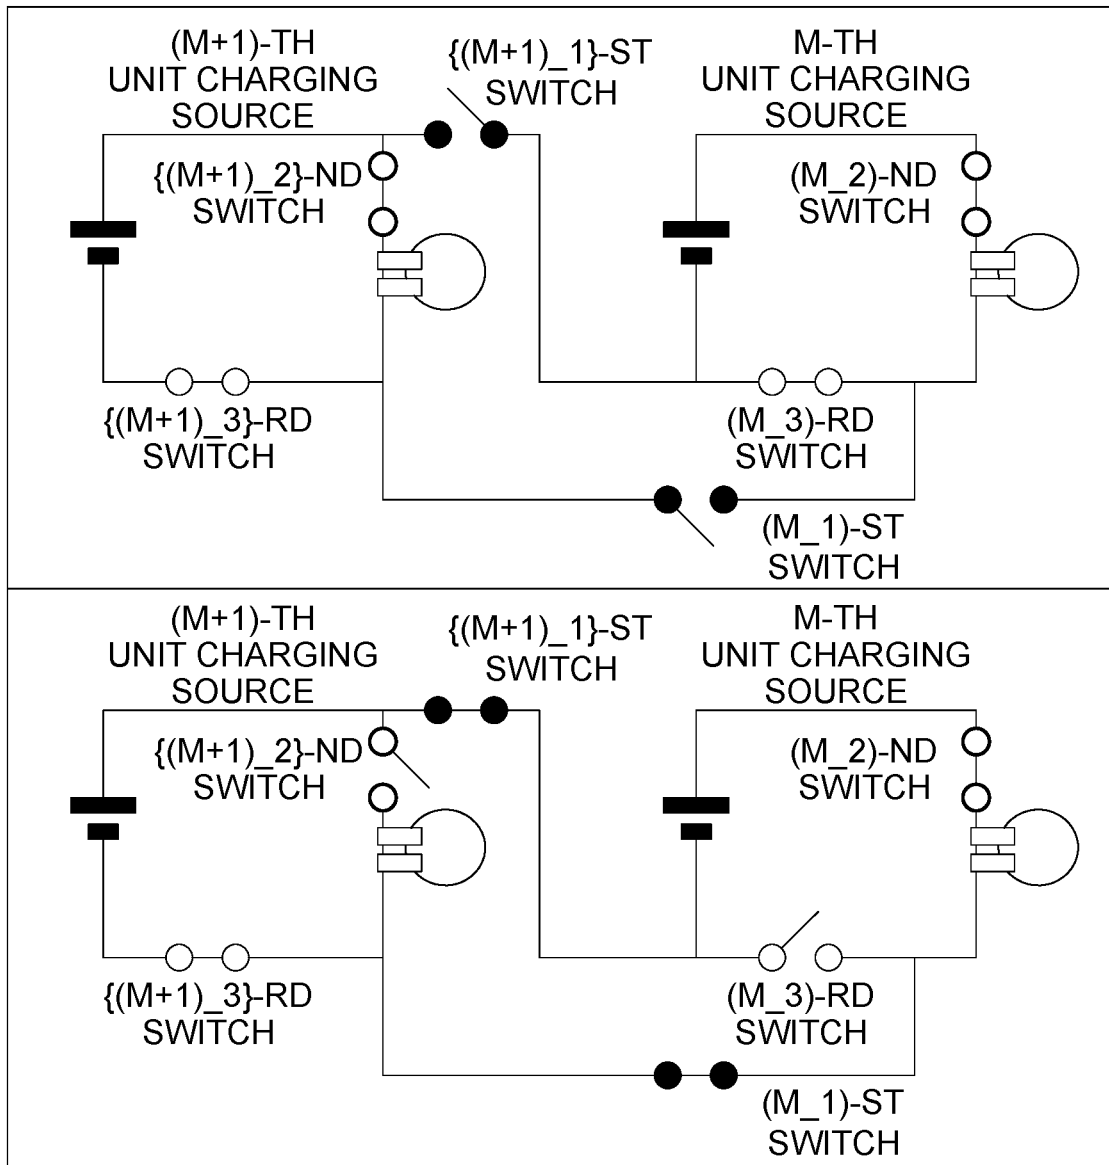 (M+1)-TH
UNIT CHARGING
SOURCE
{(M+1)_1}-ST
SWITCH
M-TH
UNIT CHARGING
SOURCE
{(M+1)_2}-ND
SWITCH
(M_2)-ND
SWITCH
{(M+1)_3}-RD
SWITCH
(M_3)-RD
SWITCH
(M_1)-ST
SWITCH
(M+1)-TH
UNIT CHARGING
SOURCE
{(M+1)_1}-ST
SWITCH
M-TH
UNIT CHARGING
SOURCE
{(M+1)_2}-ND
SWITCH
(M_2)-ND
SWITCH
{(M+1)_3}-RD
SWITCH
(M_3)-RD
SWITCH
(M_1)-ST
SWITCH